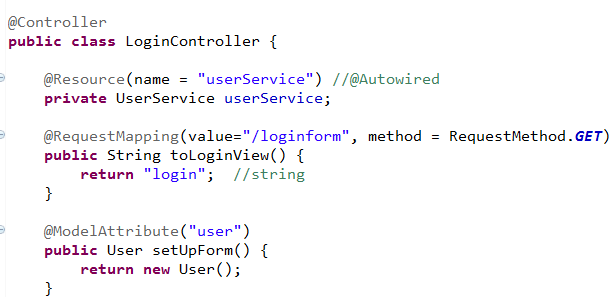 @Controller
public class LoginController {
@Resource(name = "userService") //@Autowired
private UserService userService;
@RequestMapping(value="/loginform", method = RequestMethod.GET)
public String toLoginView() {
return "login";  //string
}
@ModelAttribute("user")
public User setUpForm() {
return new User();
}